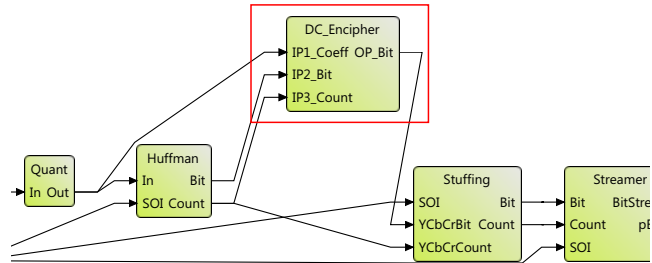 DC_Encipher
IP1_Coeff OP_Bit
IP2_Bit
IP3_Count
Quant
In Out
Huffman
In Bit
SOI Count
Stuffing
SOI Bit
YCbCrBit Count
YCbCrCount
Streamer
Bit BitStre
Count pE
SOI